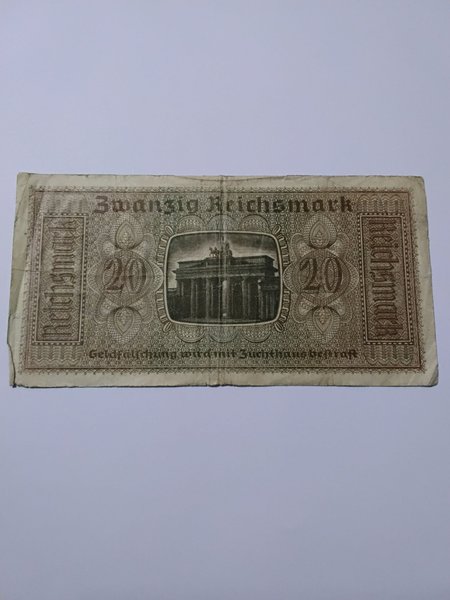 Zwanzig Reichsmark
Reichsmark
20
20
Reichsmark
Geldfälschung wird mit Zuchthaus bestraft